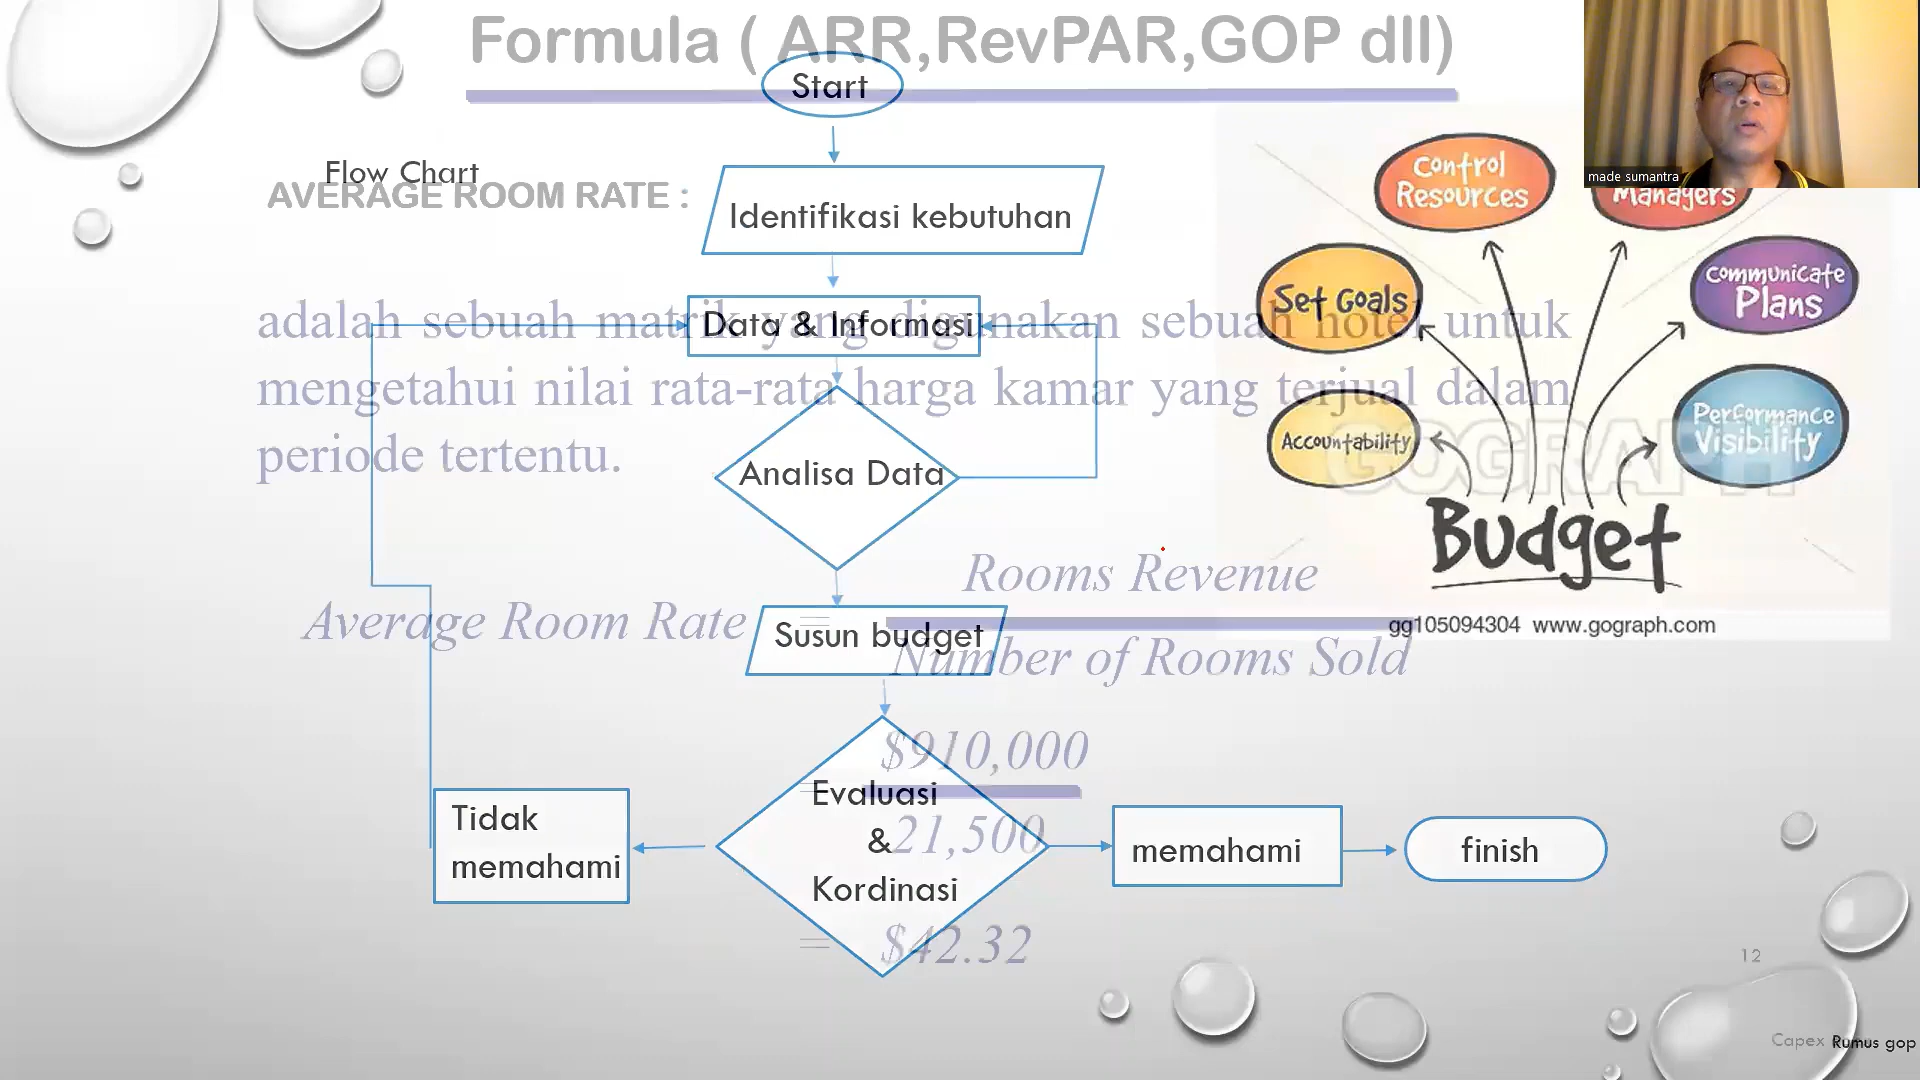 Formula ( ARR,RevPAR,GOP dll)
Start
Flow Chart
AVERAGE ROOM RATE :
Identifikasi kebutuhan
adalah sebuah matrik yang digunakan sebuah hotel untuk
mengetahui nilai rata-rata harga kamar yang terjual dalam
periode tertentu.
Data & Informasi
Analisa Data
Rooms Revenue
Average Room Rate =
Number of Rooms Sold
Susun budget
= $910,000
21,500
= $42.32
Evaluasi
&
Kordinasi
Tidak
memahami
memahami
finish
made sumantra
Control
Resources
Managers
Set Goals
Communicate
Plans
Accountability
Performance
Visibility
GOGRAPH
Budget
gg105094304 www.gograph.com
12
Capex Rumus gop